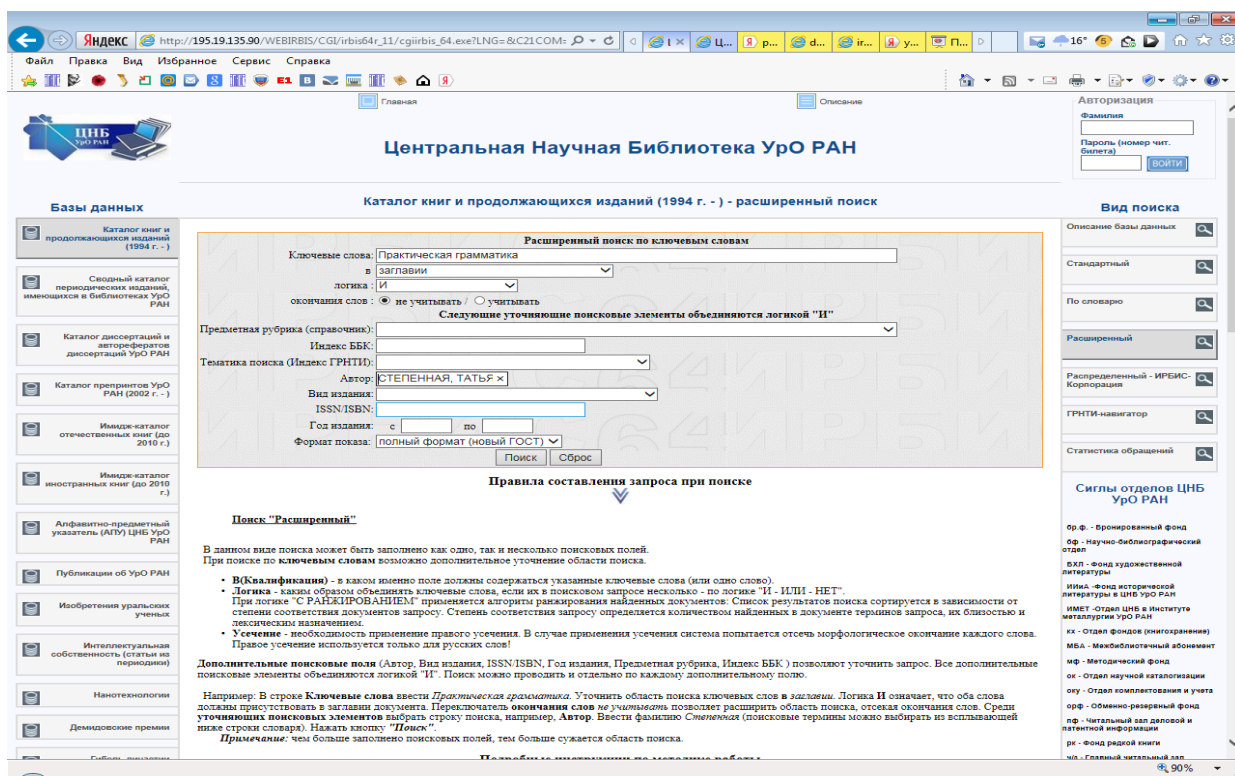 Яндекс http://195.19.135.90/WEBIRBIS/CGI/irbis64r_11/cgiirbis_64.exe?LNG=&C21COM=
16°
Файл Правка Вид Избранное Сервис Справка
Главная
Описание
ЦНБ
УрО РАН
Центральная Научная Библиотека УрО РАН
Авторизация
Фамилия
Пароль (номер чит.
билета)
ВОЙТИ
Базы данных
Каталог книг и
продолжающихся изданий
(1994 г. - )
Сводный каталог
периодических изданий,
имеющихся в библиотеках УрО
РАН
Каталог диссертаций и
авторефератов
диссертаций УрО РАН
Каталог препринтов УрО
РАН (2002 г. - )
Имидж-каталог
отечественных книг (до
2010 г.)
Имидж-каталог
иностранных книг (до 2010
г.)
Алфавитно-предметный
указатель (АПУ) ЦНБ УрО
РАН
Публикации об УрО РАН
Изобретения уральских
ученых
Интеллектуальная
собственность (статьи из
периодики)
Нанотехнологии
Демидовские премии
Каталог книг и продолжающихся изданий (1994 г. - ) - расширенный поиск
Расширенный поиск по ключевым словам
Ключевые слова: Практическая грамматика
в заглавии
логика : И
окончания слов : не учитывать / учитывать
Следующие уточняющие поисковые элементы объединяются логикой "И"
Предметная рубрика (справочник):
Индекс ББК:
Тематика поиска (Индекс ГРНТИ):
Автор: СТЕПЕННАЯ, ТАТЬЯ
Вид издания:
ISSN/ISBN:
Год издания: с по
Формат показа: полный формат (новый ГОСТ)
Поиск Сброс
Правила составления запроса при поиске
Поиск "Расширенный"
В данном виде поиска может быть заполнено как одно, так и несколько поисковых полей.
При поиске по ключевым словам возможно дополнительное уточнение области поиска.
• В(Квалификация) - в каком именно поле должны содержаться указанные ключевые слова (или одно слово).
• Логика - каким образом объединять ключевые слова, если их в поисковом запросе несколько - по логике "И - ИЛИ - НЕТ".
При логике "С РАНЖИРОВАНИЕМ" применяется алгоритм ранжирования найденных документов: Список результатов поиска сортируется в зависимости от
степени соответствия документов запросу. Степень соответствия запросу определяется количеством найденных в документе терминов запроса, их близостью и
лексическим назначением.
• Усечение - необходимость применение правого усечения. В случае применения усечения система попытается отсечь морфологическое окончание каждого слова.
Правое усечение используется только для русских слов!
Дополнительные поисковые поля (Автор, Вид издания, ISSN/ISBN, Год издания, Предметная рубрика, Индекс ББК ) позволяют уточнить запрос. Все дополнительные
поисковые элементы объединяются логикой "И". Поиск можно проводить и отдельно по каждому дополнительному полю.
Например: В строке Ключевые слова ввести Практическая грамматика. Уточнить область поиска ключевых слов в заглавии. Логика И означает, что оба слова
должны присутствовать в заглавии документа. Переключатель окончания слов не учитывать позволяет расширить область поиска, отсекая окончания слов. Среди
уточняющих поисковых элементов выбрать строку поиска, например, Автор. Ввести фамилию Степенная (поисковые термины можно выбирать из всплывающей
ниже строки словаря). Нажать кнопку "Поиск".
Примечание: чем больше заполнено поисковых полей, тем больше сужается область поиска.
Подробные инструкции по методике работы
Вид поиска
Описание базы данных
Стандартный
По словарю
Расширенный
Распределенный - ИРБИС-
Корпорация
ГРНТИ-навигатор
Статистика обращений
Сиглы отделов ЦНБ
УрО РАН
бр.ф. - Бронированный фонд
бф - Научно-библиографический
отдел
БХЛ - Фонд художественной
литературы
ИИиА -Фонд исторической
литературы в ЦНБ УрО РАН
ИМЕТ -Отдел ЦНБ в Институте
металлургии УрО РАН
кх - Отдел фондов (книгохранение)
МБА - Межбиблиотечный абонемент
мф - Методический фонд
ок - Отдел научной каталогизации
оку - Отдел комплектования и учета
орф - Обменно-резервный фонд
пф - Читальный зал деловой и
патентной информации
рк - Фонд редкой книги
ч/з - Главный читальный зал
90%